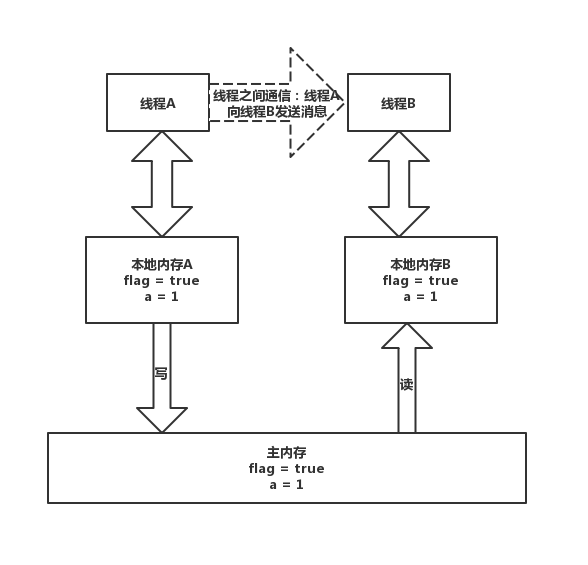 线程A
线程之间通信：线程A
向线程B发送消息
线程B
本地内存A
flag = true
a = 1
本地内存B
flag = true
a = 1
写
读
主内存
flag = true
a = 1